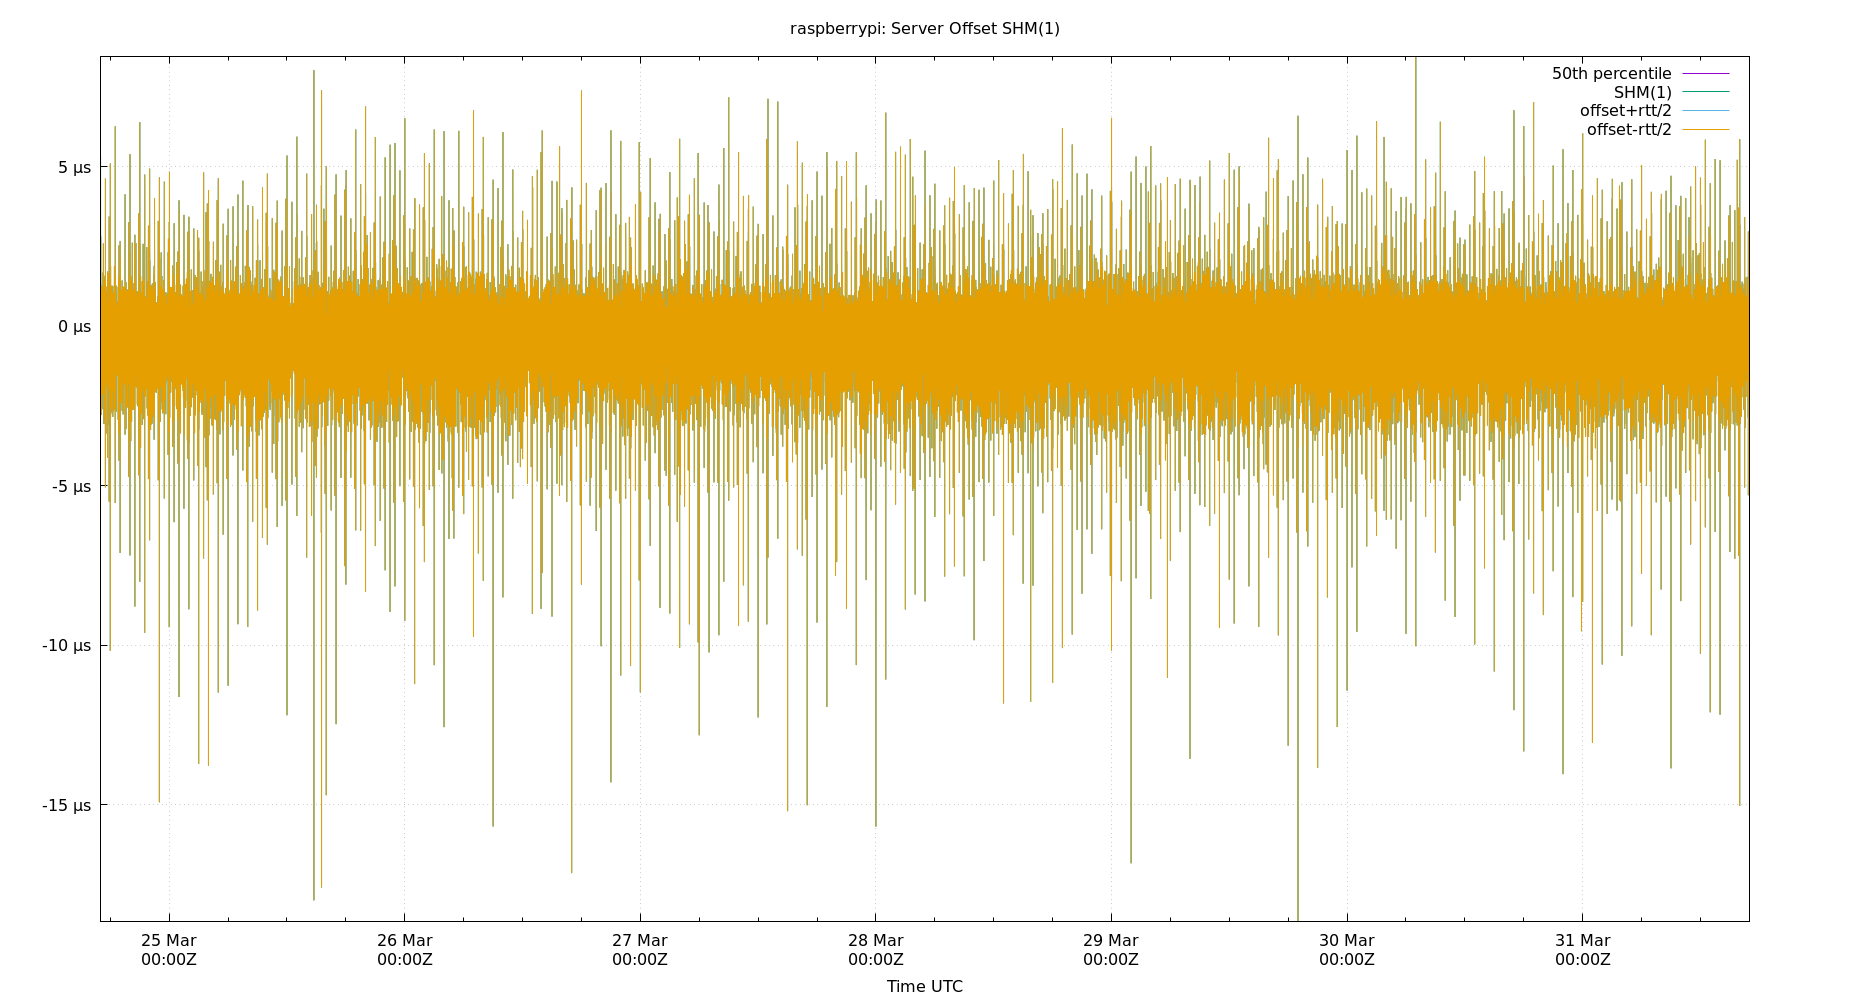 raspberrypi: Server Offset SHM(1)
50th percentile
SHM(1)
offset+rtt/2
offset-rtt/2
5 µs
0 µs
-5 µs
-10 µs
-15 µs
25 Mar 26 Mar 27 Mar 28 Mar 29 Mar 30 Mar 31 Mar
00:00Z 00:00Z 00:00Z 00:00Z 00:00Z 00:00Z 00:00Z
Time UTC